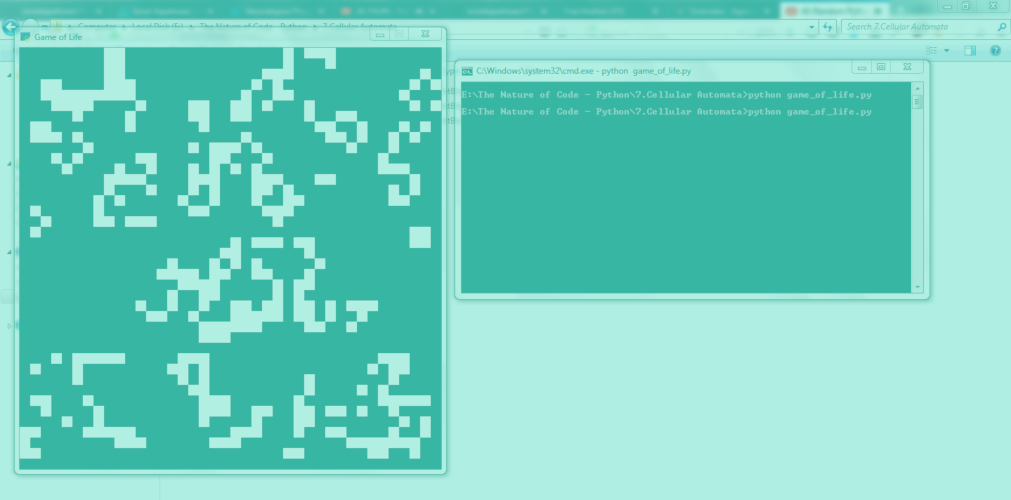 Computer ▸ Local Disk (E:) ▸ The Nature of Code - Python ▸ 7.Cellular Automata
Search 7.Cellular Automata
Game of Life
C:\Windows\system32\cmd.exe - python game_of_life.py
E:\The Nature of Code - Python\7.Cellular Automata>python game_of_life.py
E:\The Nature of Code - Python\7.Cellular Automata>python game_of_life.py